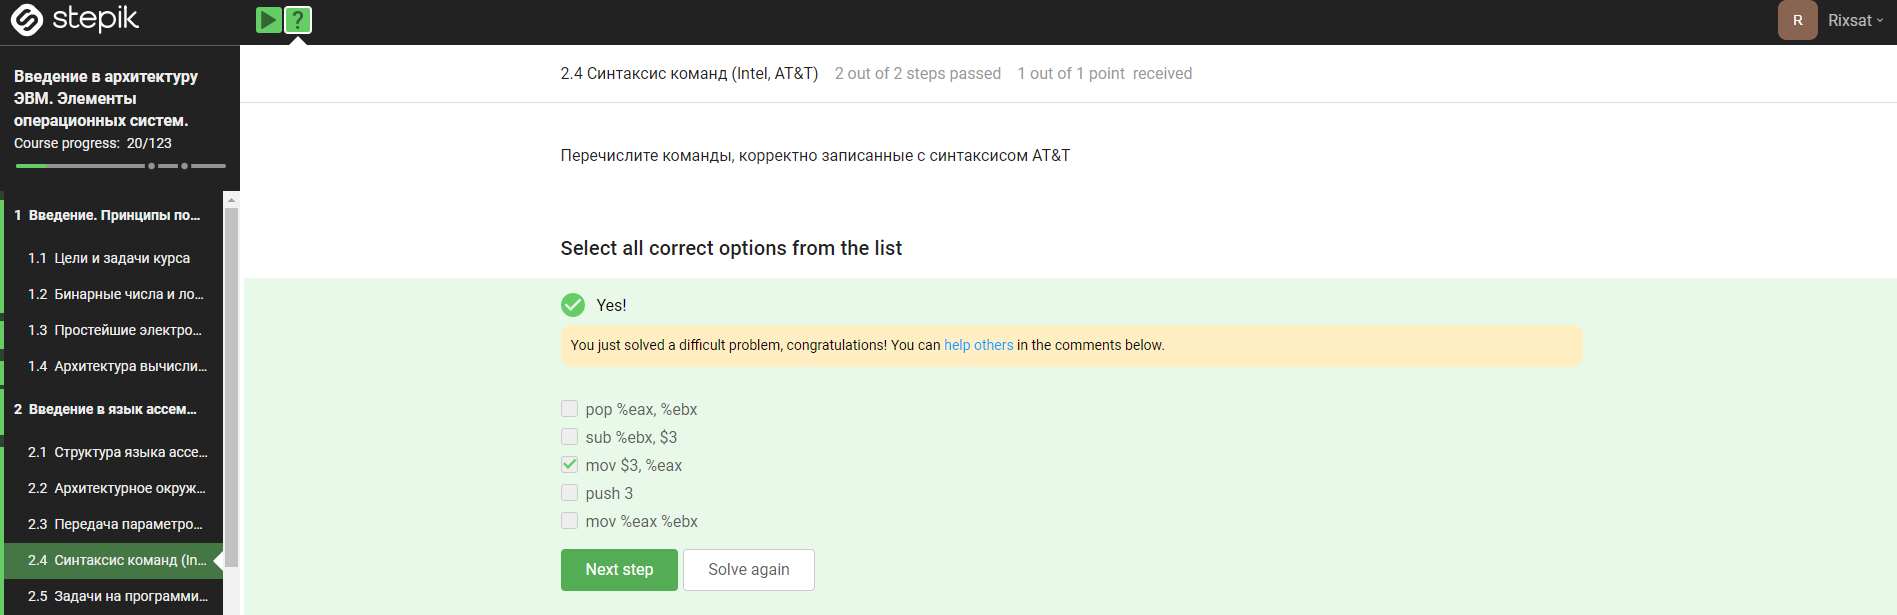 stepik
?
R
Rixsat
Введение в архитектуру
ЭВМ. Элементы
операционных систем.
Course progress: 20/123
1 Введение. Принципы по...
1.1 Цели и задачи курса
1.2 Бинарные числа и ло...
1.3 Простейшие электро...
1.4 Архитектура вычисли...
2 Введение в язык ассем...
2.1 Структура языка ассе...
2.2 Архитектурное окруж...
2.3 Передача параметро...
2.4 Синтаксис команд (In...
2.5 Задачи на программи...
2.4 Синтаксис команд (Intel, AT&T) 2 out of 2 steps passed 1 out of 1 point received
Перечислите команды, корректно записанные с синтаксисом AT&T
Select all correct options from the list
Yes!
You just solved a difficult problem, congratulations! You can help others in the comments below.
pop %eax, %ebx
sub %ebx, $3
mov $3, %eax
push 3
mov %eax %ebx
Next step
Solve again